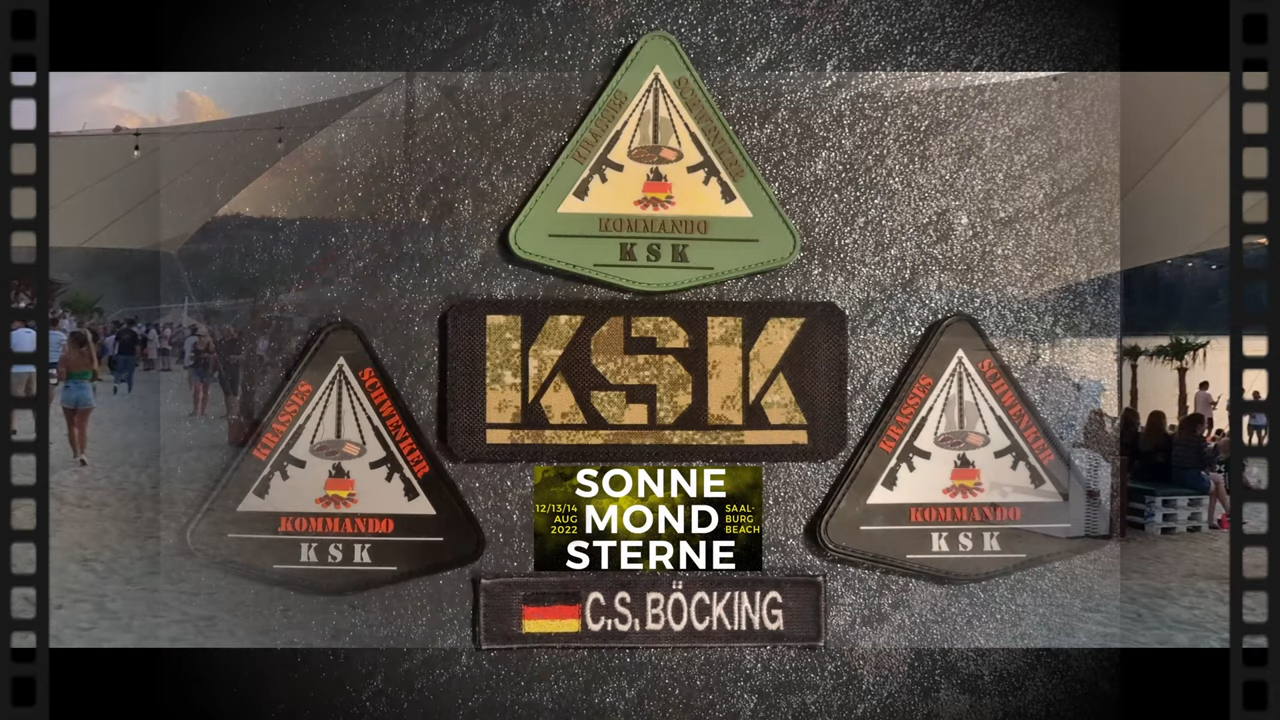 KRASSES
SCHWENKER
KOMMANDO
KSK
KSK
KRASSES
SCHWENKER
KOMMANDO
KSK
KRASSES
SCHWENKER
KOMMANDO
KSK
SONNE
12/13/14
AUG
2022
MOND
SAAL-
BURG
BEACH
STERNE
C.S. BÖCKING